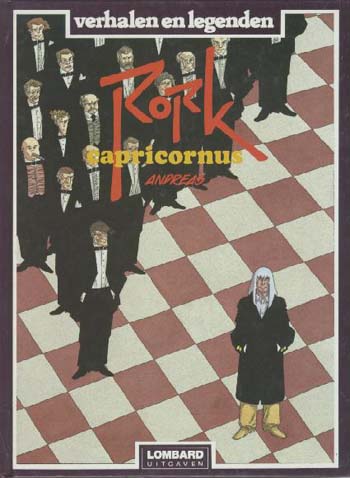 verhalen en legenden
RORK
capricornus
ANDREAS
LOMBARD
UITGAVEN